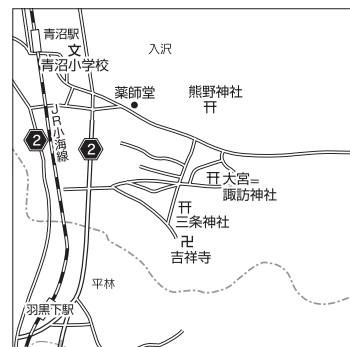 青沼駅
文
青沼小学校
入沢
薬師堂
熊野神社
2
2
JR小海線
大宮=
諏訪神社
三条神社
卍
吉祥寺
平林
羽黒下駅